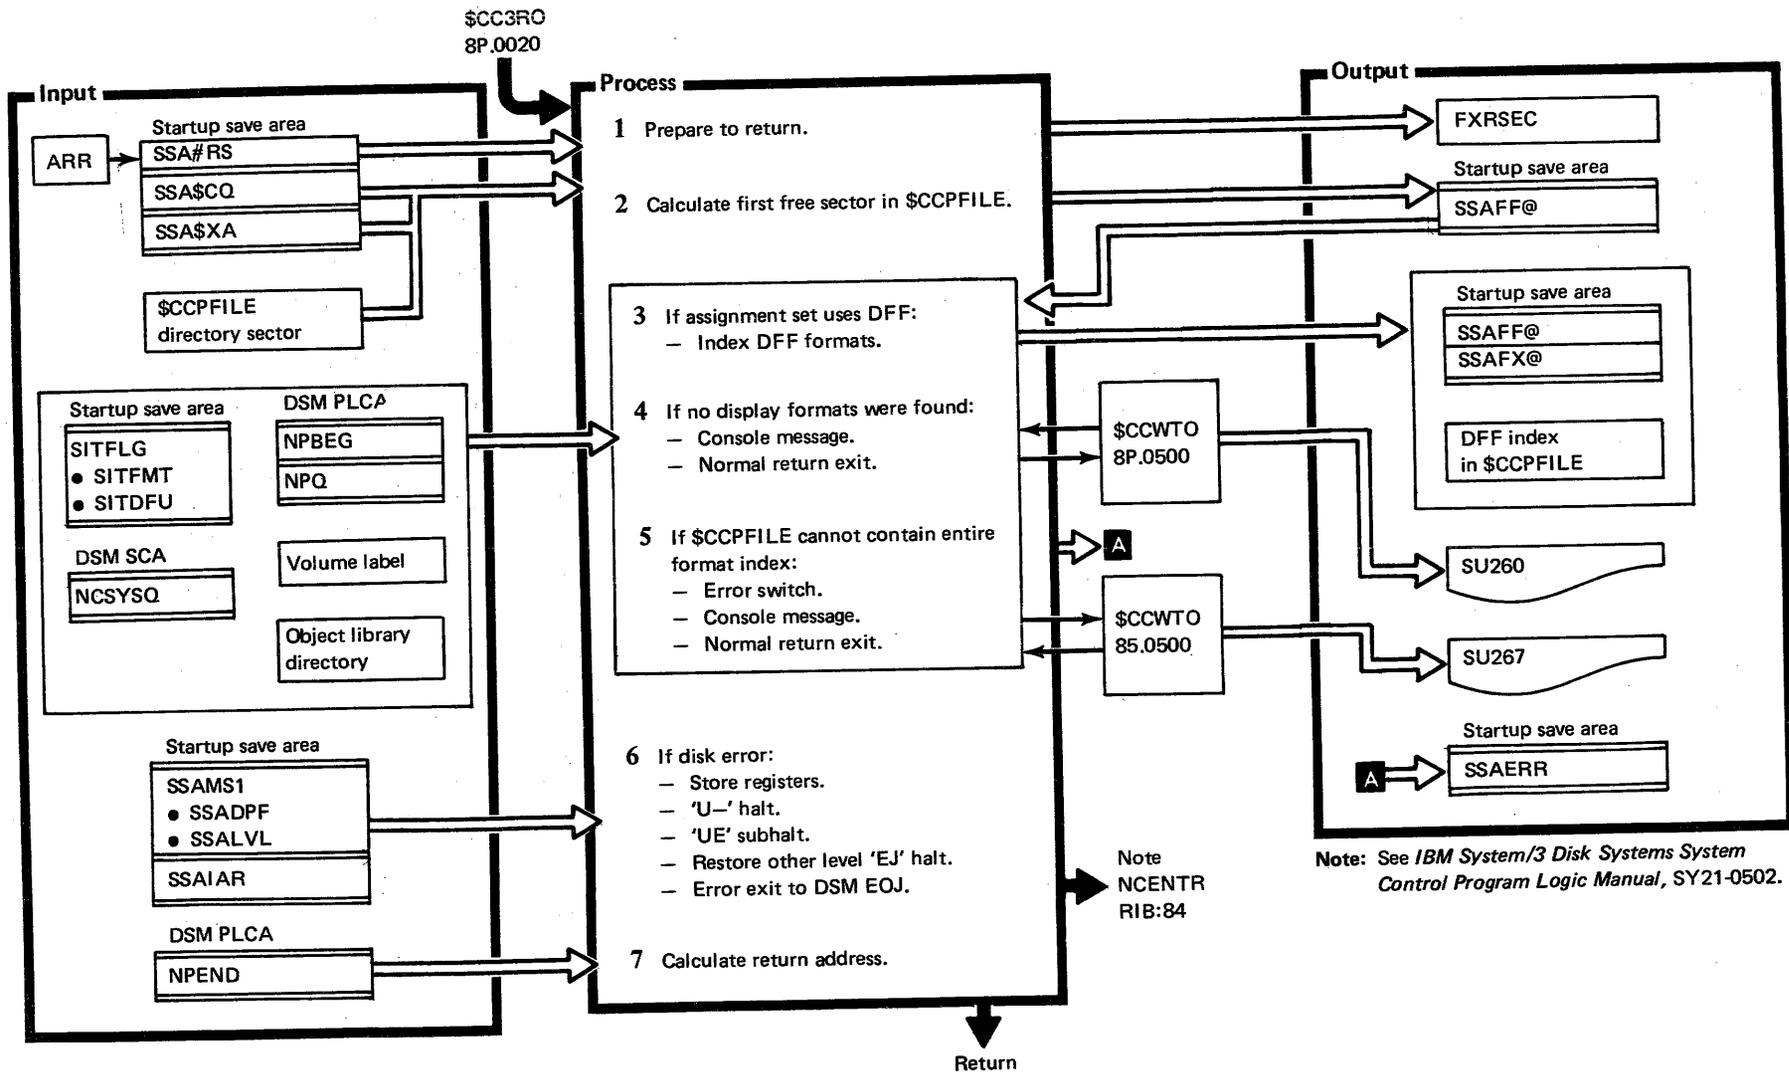 $CC3RO
8P.0020
Input
ARR
Startup save area
SSA#RS
SSA$CQ
SSA$XA
$CCPFILE
directory sector
Startup save area
SITFLG
● SITFMT
● SITDFU
DSM PLCA
NPBEG
NPQ
DSM SCA
NCSYSQ
Volume label
Object library
directory
Startup save area
SSAMS1
● SSADPF
● SSALVL
SSAIAR
DSM PLCA
NPEND
Process
1 Prepare to return.
2 Calculate first free sector in $CCPFILE.
3 If assignment set uses DFF:
— Index DFF formats.
4 If no display formats were found:
— Console message.
— Normal return exit.
5 If $CCPFILE cannot contain entire
format index:
— Error switch.
— Console message.
— Normal return exit.
6 If disk error:
— Store registers.
— 'U—' halt.
— 'UE' subhalt.
— Restore other level 'EJ' halt.
— Error exit to DSM EOJ.
7 Calculate return address.
Return
$CCWTO
8P.0500
A
$CCWTO
85.0500
Note
NCENTR
RIB:84
Output
FXRSEC
Startup save area
SSAFF@
Startup save area
SSAFF@
SSAFX@
DFF index
in $CCPFILE
SU260
SU267
Startup save area
A
SSAERR
Note: See IBM System/3 Disk Systems System
Control Program Logic Manual, SY21-0502.